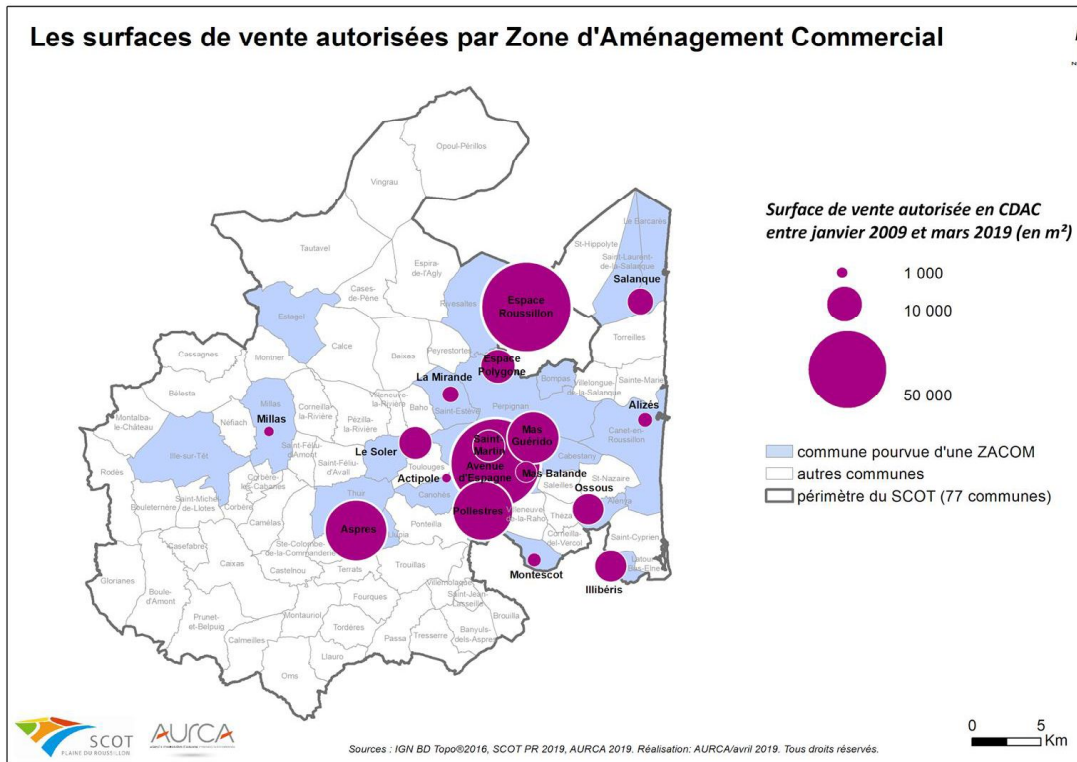 Les surfaces de vente autorisées par Zone d'Aménagement Commercial
Opoul-Périllos
Vingrau
Tautavel
Le Barcarès
St-Hippolyte
Saint-Laurent-
de-la-Salanque
Salanque
Espira-
de-l'Agly
Cases-
de-Pène
Rivesaltes
Espace
Roussillon
Estagel
Torreilles
Calce
Cassagnes
Montner
Baixas
Peyrestortes
Espace
Polygone
La Mirande
Bompas
Villelongue-
de-la-Salanque
Sainte-Marie
Bélesta
Millas
Corneilla-
la-Rivière
Villeneuve-
la-Rivière
Baho
Saint-Estève
Perpignan
Alizés
Canet-en-
Roussillon
Montalba-
le-Château
Néfiach
Millas
Pézilla-
la-Rivière
Mas
Guérido
Saint-
Martin
Cabestany
Ille-sur-Têt
Saint-Féliu-
d'Amont
Le Soler
Saint-Féliu-
d'Avall
Toulouges
Avenue
d'Espagne
Mas Balande
Saleilles
St-Nazaire
Rodès
Corbère-
les-Cabanes
Actipole
Ossous
Alénya
Bouleternère
Saint-Michel-
de-Llotes
Corbère
Thuir
Canohès
Pollestres
Villeneuve-
de-la-Raho
Théza
Camélas
Aspres
Llupia
Ponteilla
Corneilla-
del-Vercol
Saint-Cyprien
Casefabre
Ste-Colombe-
de-la-Commanderie
Latour-
Bas-Elne
Glorianes
Caixas
Castelnou
Terrats
Trouillas
Montescot
Illibéris
Boule-
d'Amont
Fourques
Villemolaque
Saint-Jean-
Lasseille
Prunet-
et-Belpuig
Montauriol
Tordères
Brouilla
Calmeilles
Passa
Tresserre
Banyuls-
dels-Aspres
Llauro
Oms
Surface de vente autorisée en CDAC
entre janvier 2009 et mars 2019 (en m²)
1 000
10 000
50 000
commune pourvue d'une ZACOM
autres communes
périmètre du SCOT (77 communes)
SCOT
PLAINE DU ROUSSILLON
AURCA
Sources : IGN BD Topo®2016, SCOT PR 2019, AURCA 2019. Réalisation: AURCA/avril 2019. Tous droits réservés.
0 5
Km